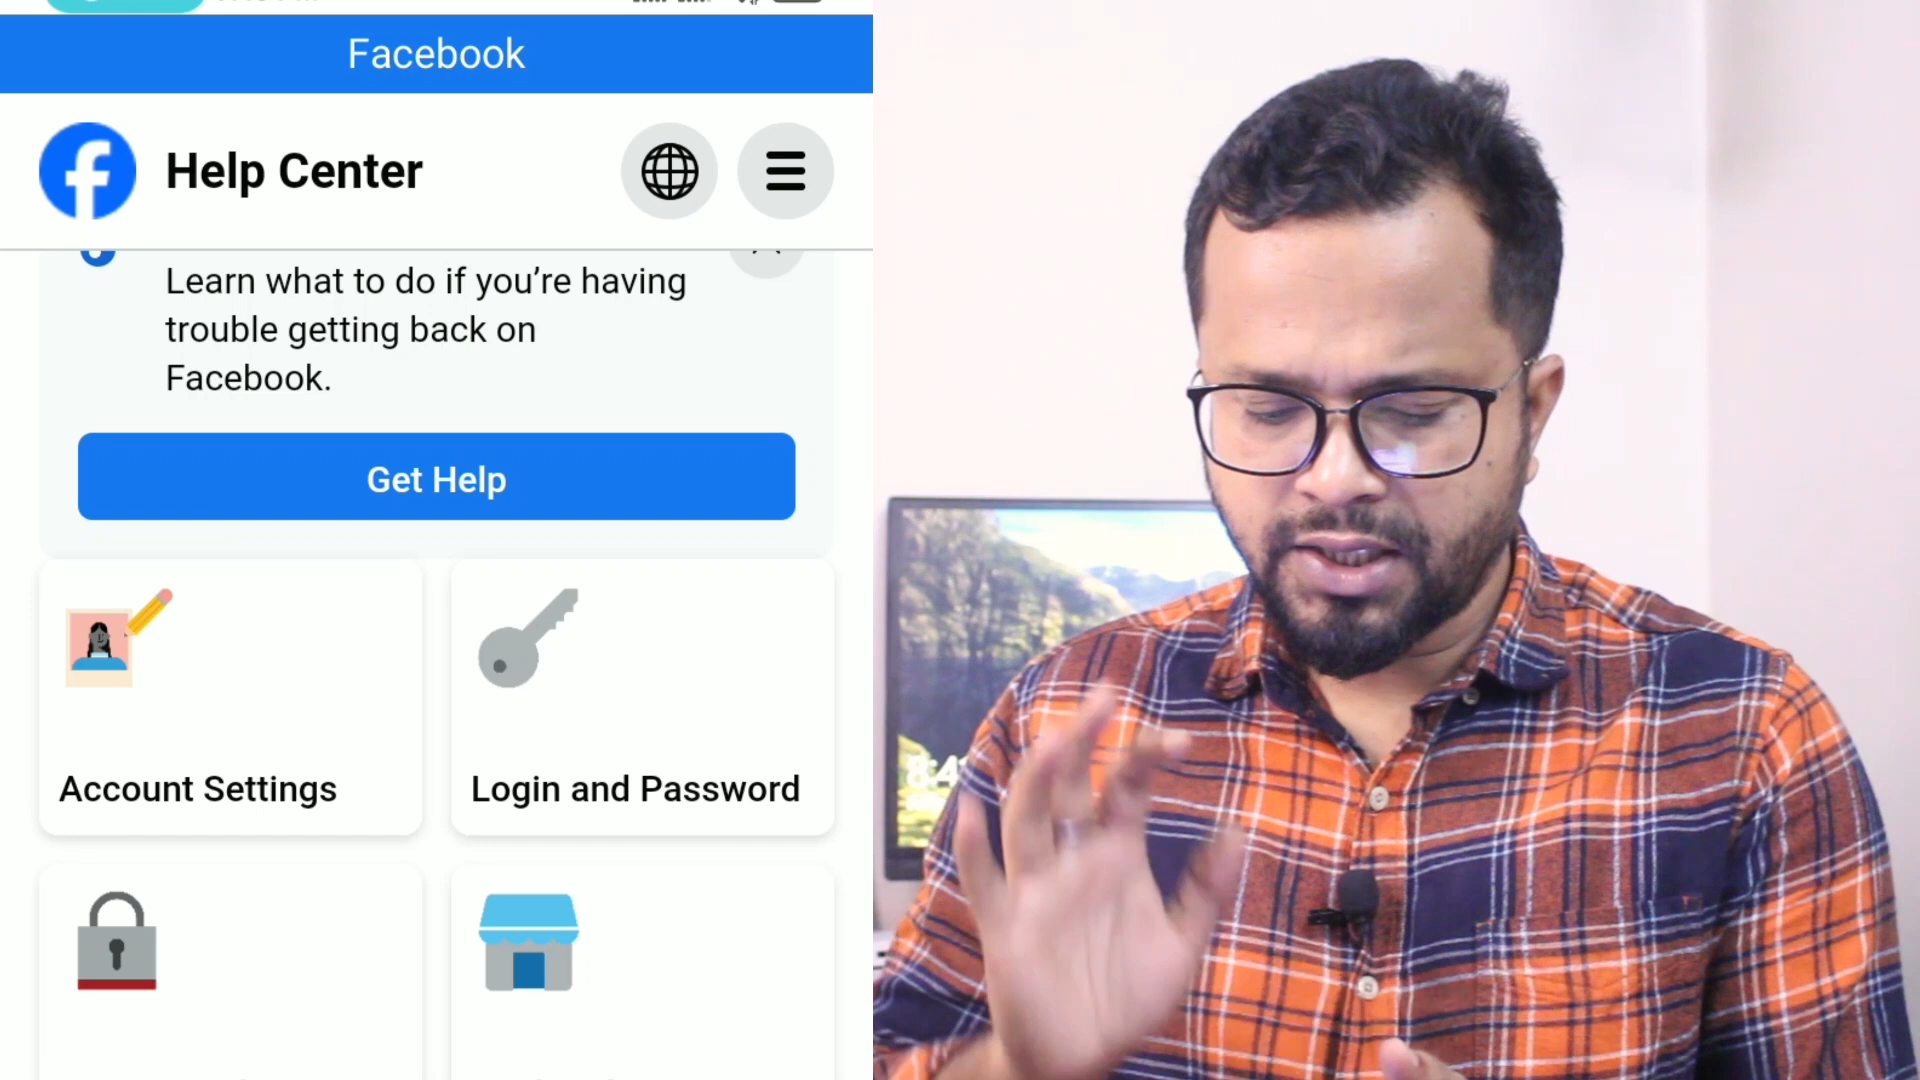 Facebook
Help Center
Learn what to do if you’re having
trouble getting back on
Facebook.
Get Help
Account Settings
Login and Password